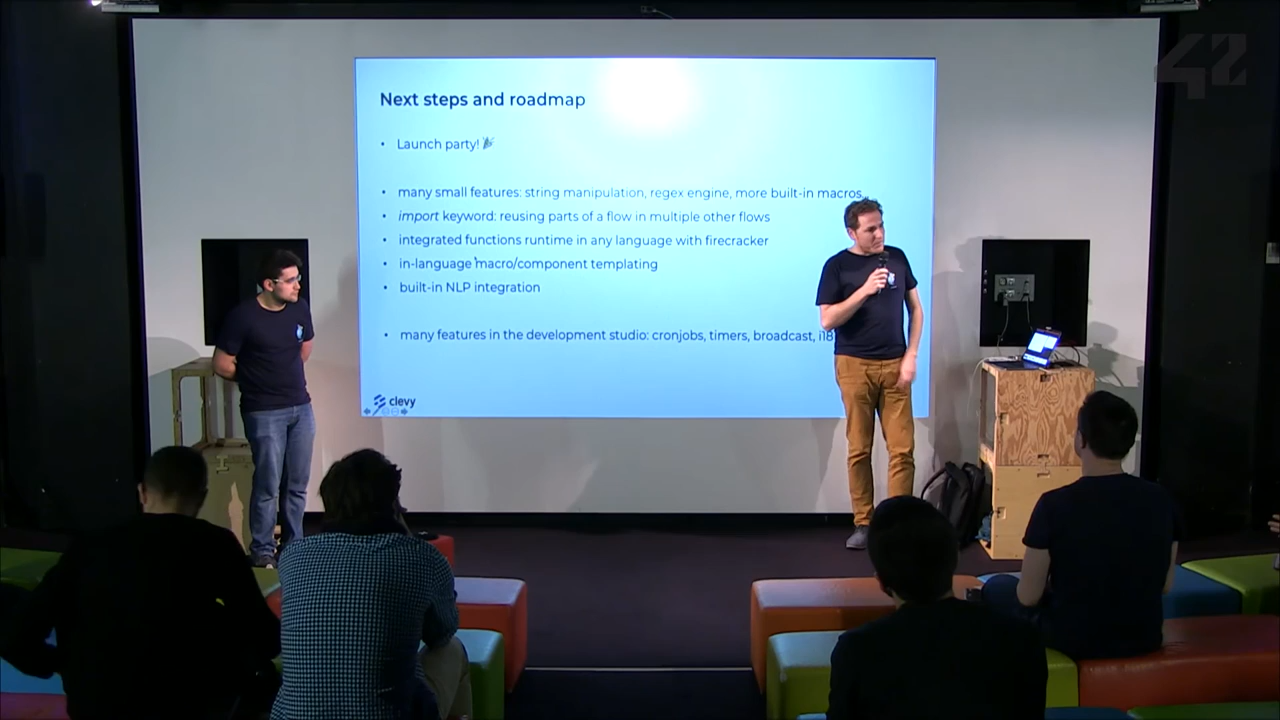 42
Next steps and roadmap
• Launch party! 🎉
• many small features: string manipulation, regex engine, more built-in macros
• import keyword: reusing parts of a flow in multiple other flows
• integrated functions runtime in any language with firecracker
• in-language macro/component templating
• built-in NLP integration
• many features in the development studio: cronjobs, timers, broadcast, i18
clevy